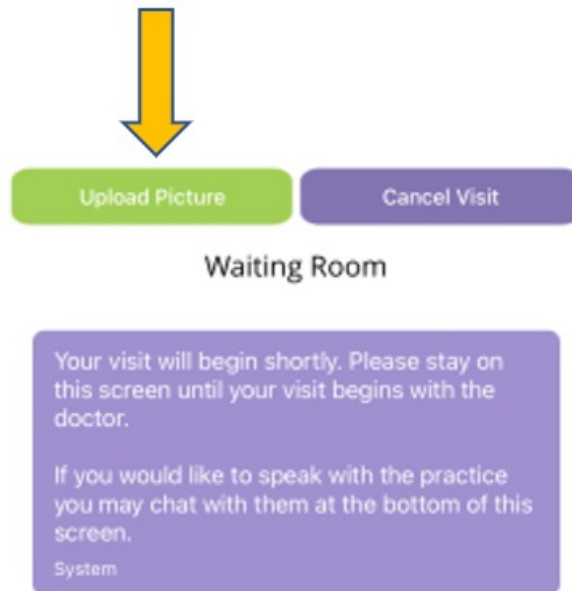 Upload Picture
Cancel Visit
Waiting Room
Your visit will begin shortly. Please stay on
this screen until your visit begins with the
doctor.
If you would like to speak with the practice
you may chat with them at the bottom of this
screen.
System